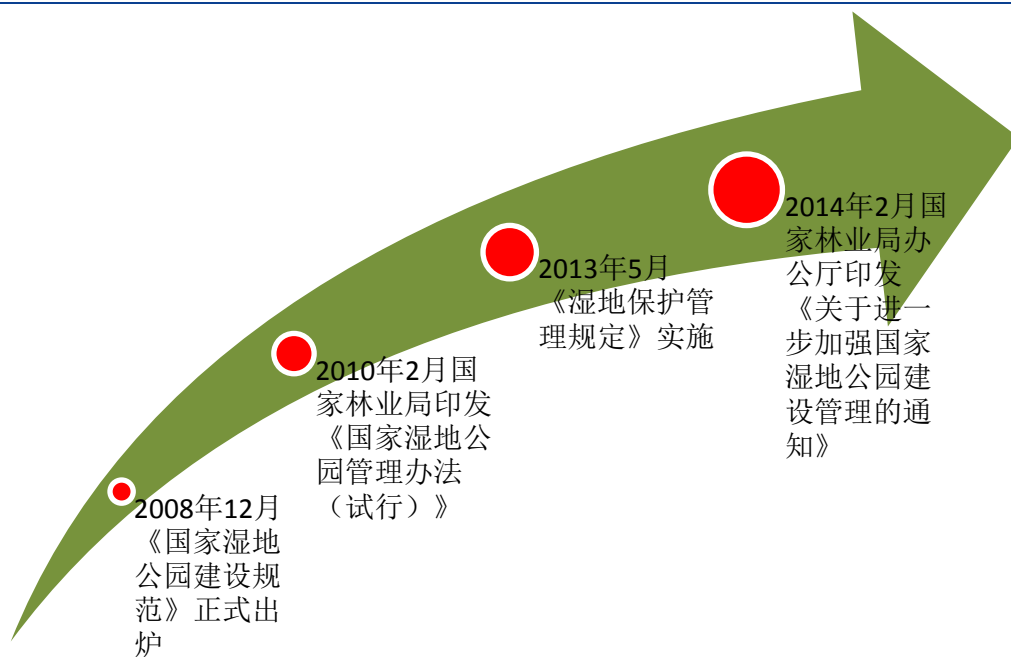 2008年12月
《国家湿地
公园建设规
范》正式出
炉
2010年2月国
家林业局印发
《国家湿地公
园管理办法
（试行）》
2013年5月
《湿地保护管
理规定》实施
2014年2月国
家林业局办
公厅印发
《关于进一
步加强国家
湿地公园建
设管理的通
知》